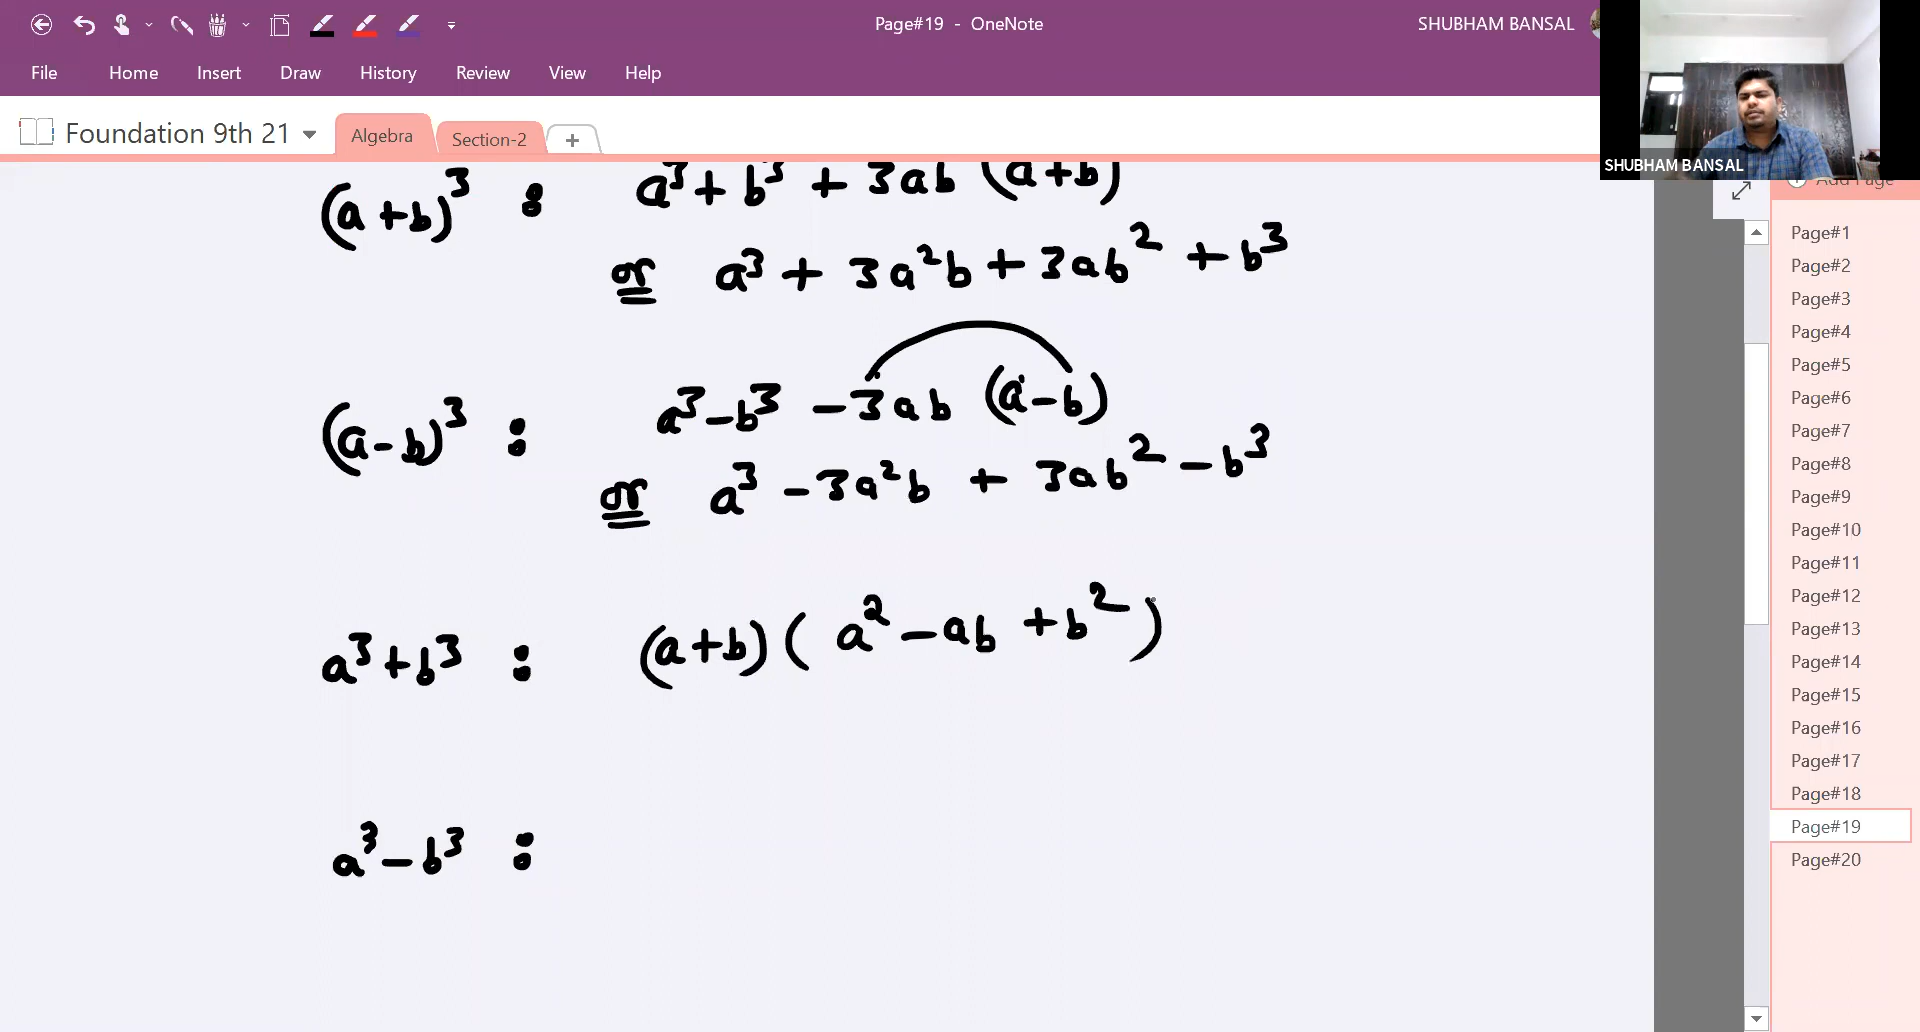 Page#19 - OneNote
SHUBHAM BANSAL
File Home Insert Draw History Review View Help
Foundation 9th 21
Algebra
Section-2
+
SHUBHAM BANSAL
Add Page
(a+b)³ : a³+b³+3ab(a+b)
or a³+3a²b+3ab²+b³
(a-b)³ : a³-b³-3ab(a-b)
or a³-3a²b+3ab²-b³
a³+b³ : (a+b)(a²-ab+b²)
a³-b³ :
Page#1
Page#2
Page#3
Page#4
Page#5
Page#6
Page#7
Page#8
Page#9
Page#10
Page#11
Page#12
Page#13
Page#14
Page#15
Page#16
Page#17
Page#18
Page#19
Page#20